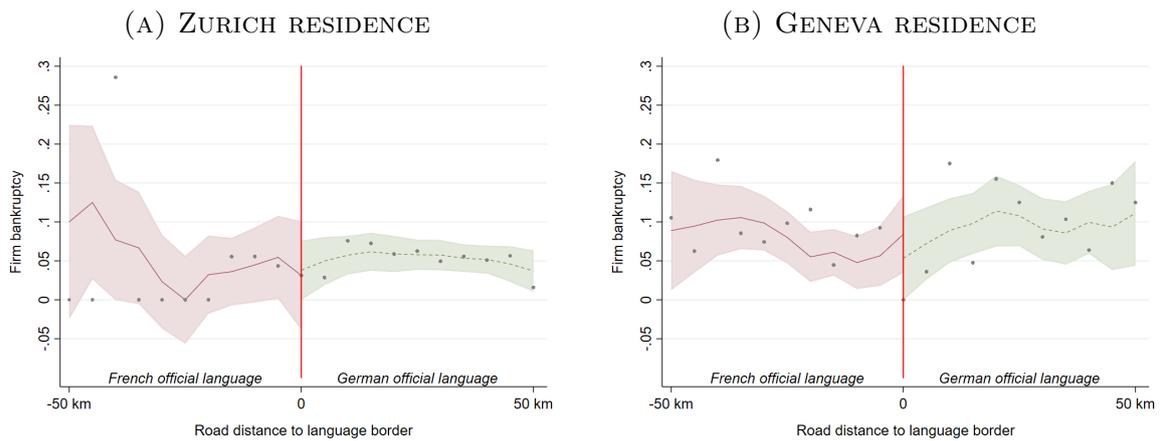 (A) ZURICH RESIDENCE
Firm bankruptcy
.3
.25
.2
.15
.1
.05
0
-.05
French official language
German official language
-50 km
0
50 km
Road distance to language border
(B) GENEVA RESIDENCE
Firm bankruptcy
.3
.25
.2
.15
.1
.05
0
-.05
French official language
German official language
-50 km
0
50 km
Road distance to language border